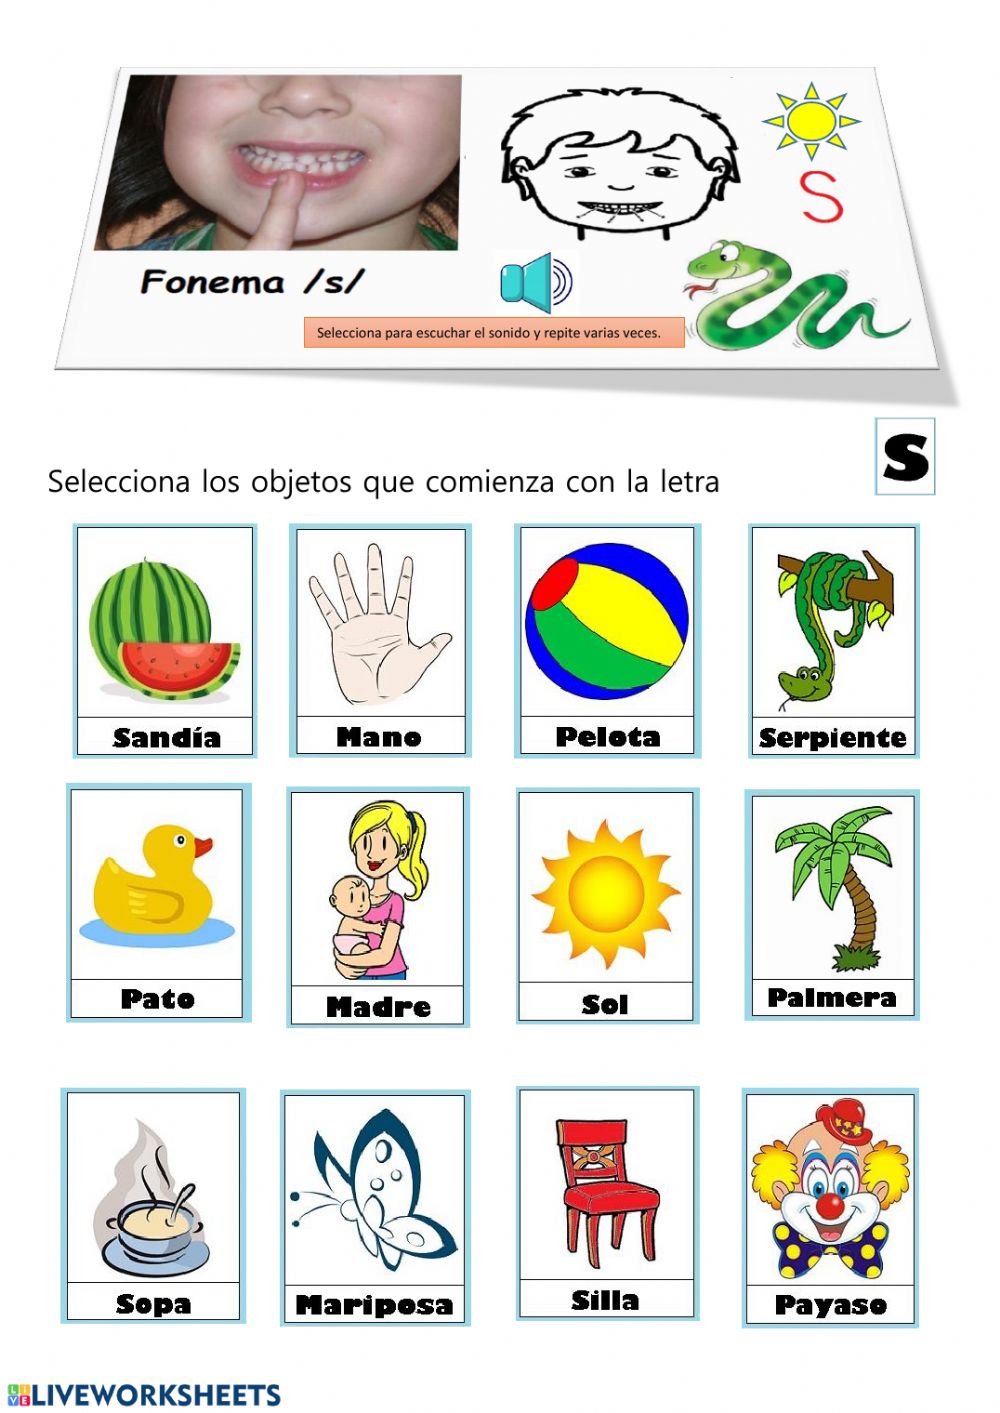 S
Fonema /s/
Selecciona para escuchar el sonido y repite varias veces.
S
Selecciona los objetos que comienza con la letra
Sandía
Mano
Pelota
Serpiente
Pato
Madre
Sol
Palmera
Sopa
Mariposa
Silla
Payaso
LIVE LIVEWORKSHEETS